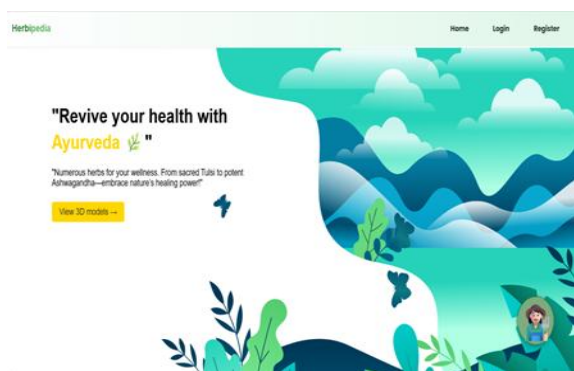 Herbipedia
Home Login Register
"Revive your health with
Ayurveda 🌿 "
"Numerous herbs for your wellness. From sacred Tulsi to potent
Ashwagandha—embrace nature's healing power!"
View 3D models →